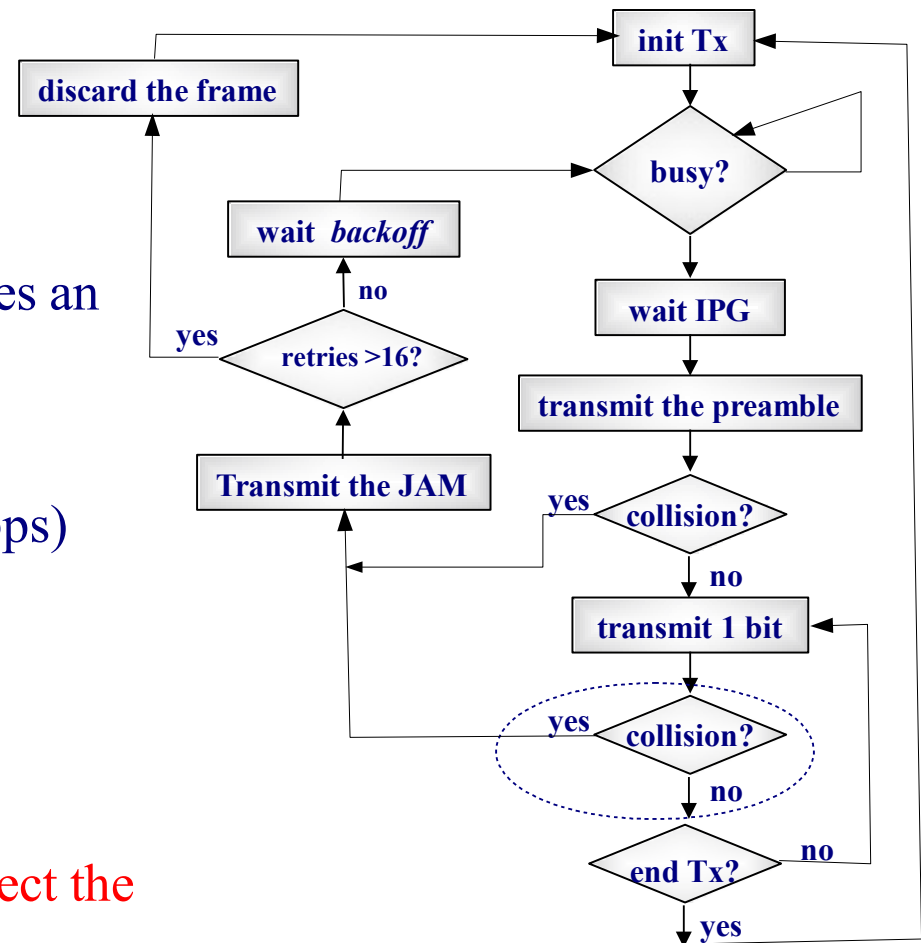 init Tx
discard the frame
busy?
wait backoff
es an
no
wait IPG
yes
retries >16?
transmit the preamble
Transmit the JAM
yes
collision?
ps)
no
transmit 1 bit
yes
collision?
no
end Tx?
no
ect the
yes